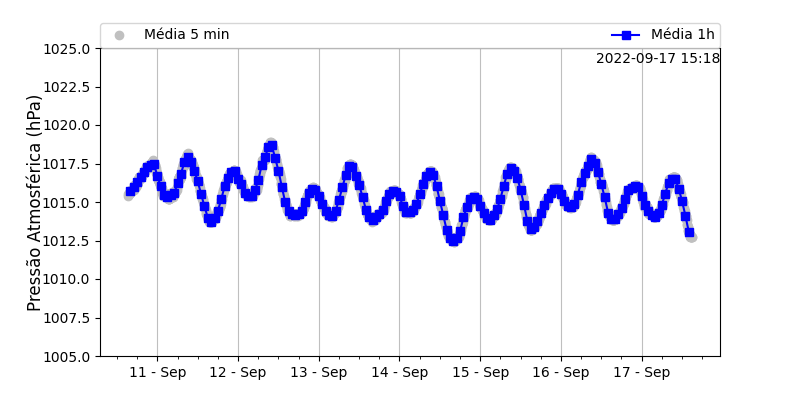 Média 5 min
Média 1h
2022-09-17 15:18
Pressão Atmosférica (hPa)
1025.0
1022.5
1020.0
1017.5
1015.0
1012.5
1010.0
1007.5
1005.0
11 - Sep
12 - Sep
13 - Sep
14 - Sep
15 - Sep
16 - Sep
17 - Sep